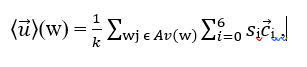 ⟨u⃗⟩(w) = 1/k ∑wj ϵ Av(w) ∑⁶i=0 sᵢc⃗ᵢ ,